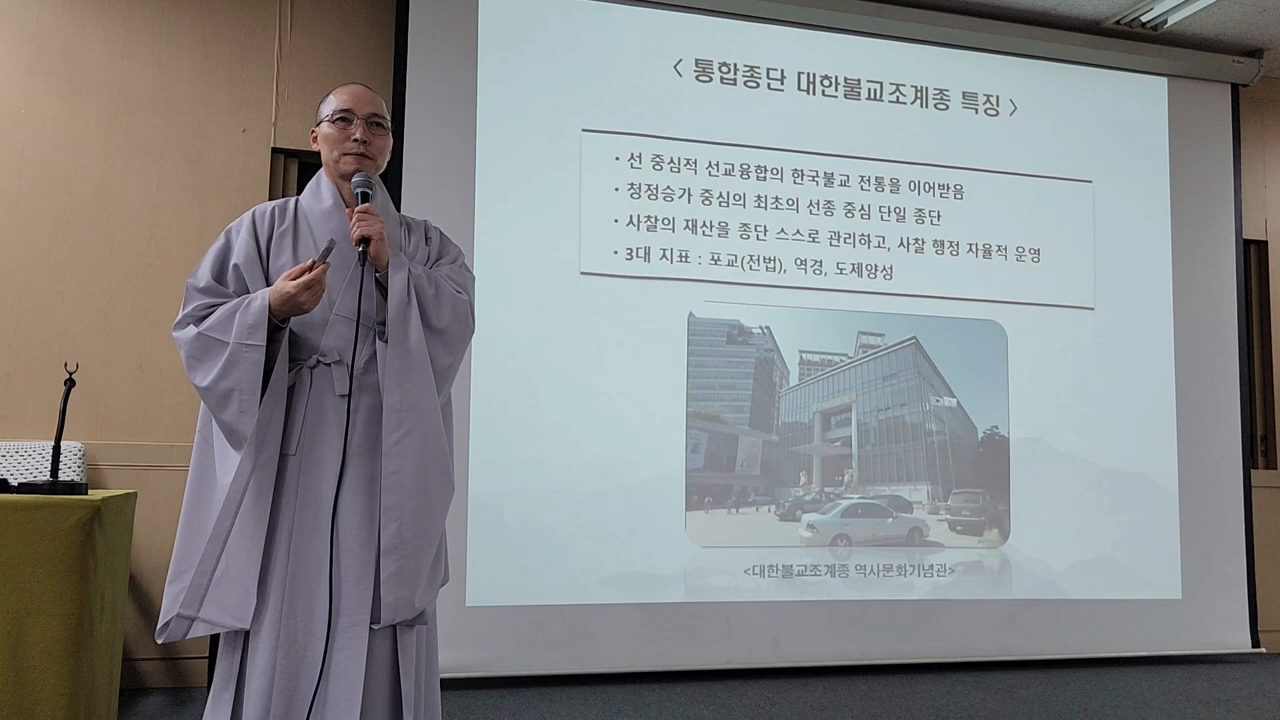 < 통합종단 대한불교조계종 특징 >
• 선 중심적 선교융합의 한국불교 전통을 이어받음
• 청정승가 중심의 최초의 선종 중심 단일 종단
• 사찰의 재산을 종단 스스로 관리하고, 사찰 행정 자율적 운영
• 3대 지표 : 포교(전법), 역경, 도제양성
<대한불교조계종 역사문화기념관>